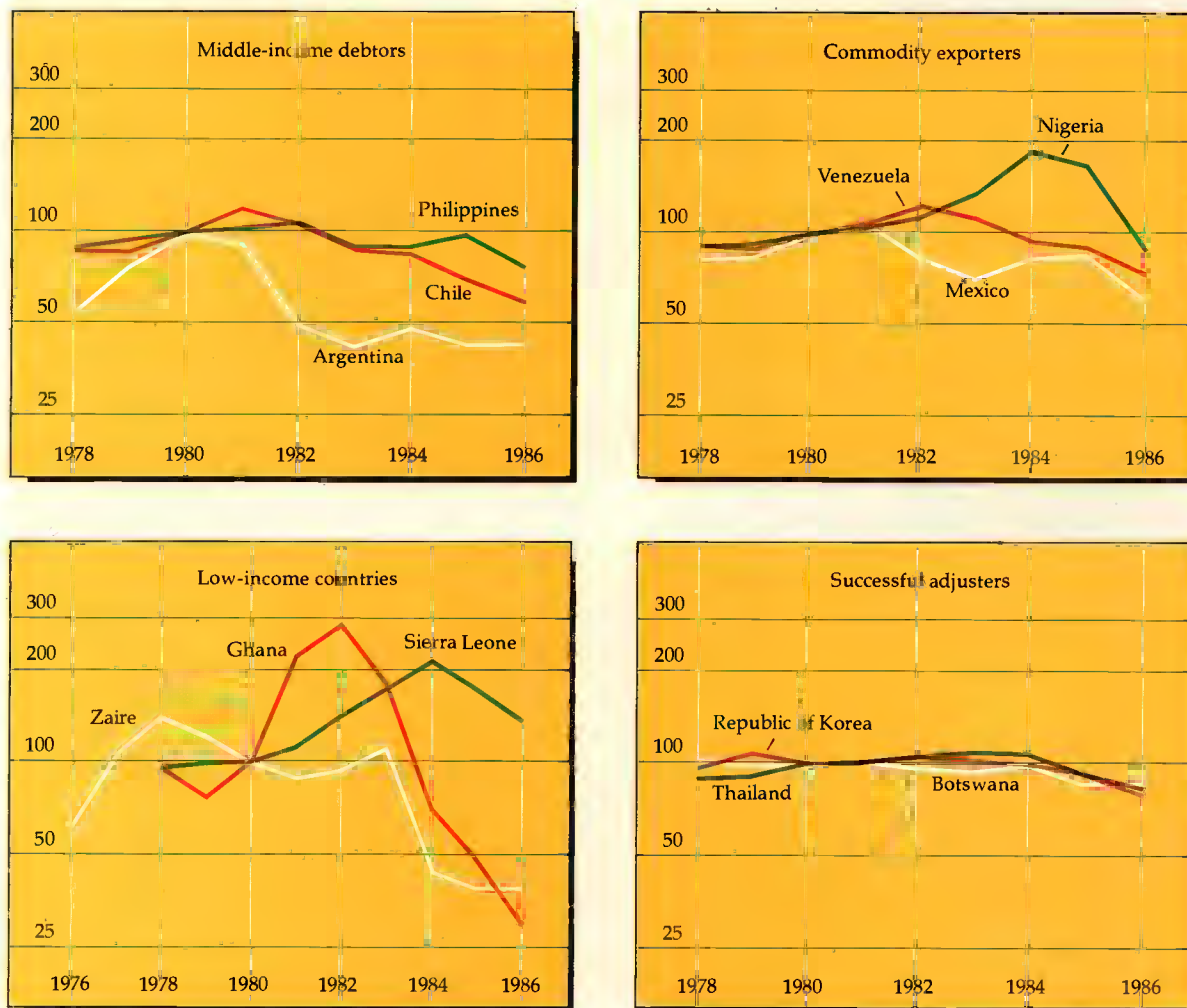 Middle-income debtors
300
200
100
50
25
Philippines
Chile
Argentina
1978 1980 1982 1984 1986
Commodity exporters
300
200
100
50
25
Nigeria
Venezuela
Mexico
1978 1980 1982 1984 1986
Low-income countries
300
200
100
50
25
Ghana
Sierra Leone
Zaire
1976 1978 1980 1982 1984 1986
Successful adjusters
300
200
100
50
25
Republic of Korea
Thailand
Botswana
1978 1980 1982 1984 1986